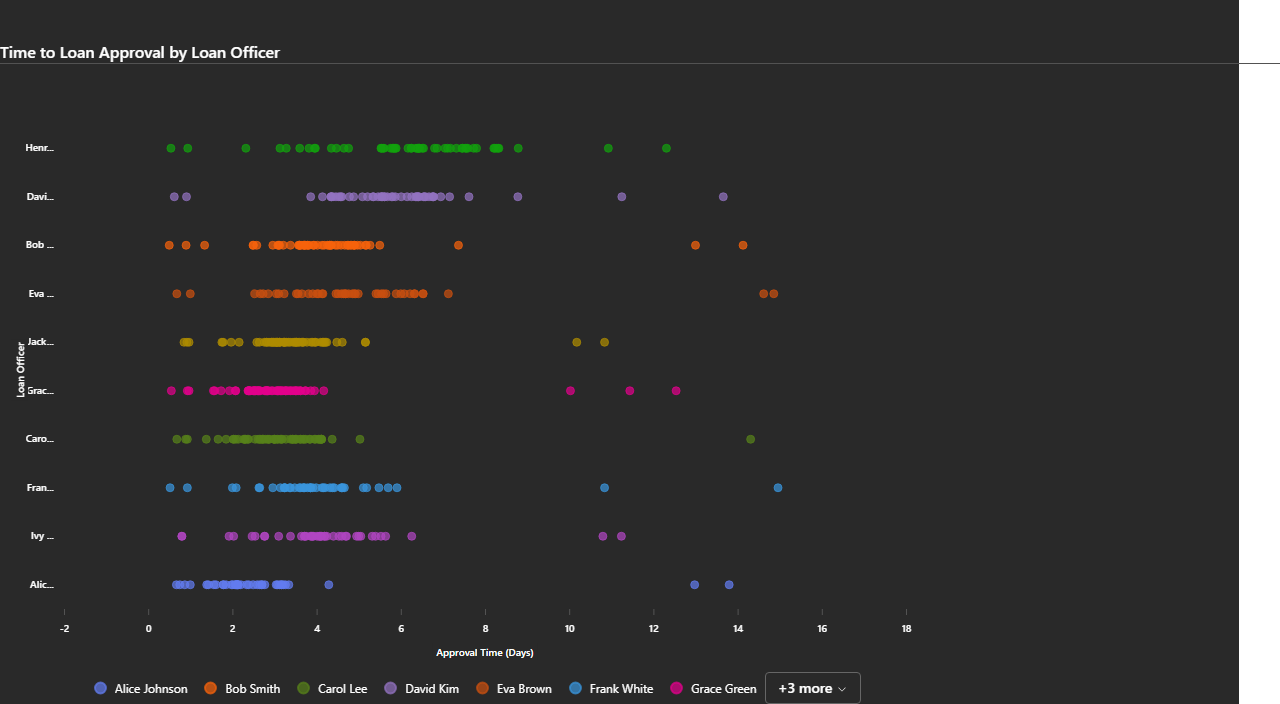 Time to Loan Approval by Loan Officer
Henr...
Davi...
Bob ...
Eva ...
Jack...
Grac...
Caro...
Fran...
Ivy ...
Alic...
Loan Officer
-2 0 2 4 6 8 10 12 14 16 18
Approval Time (Days)
Alice Johnson Bob Smith Carol Lee David Kim Eva Brown Frank White Grace Green +3 more